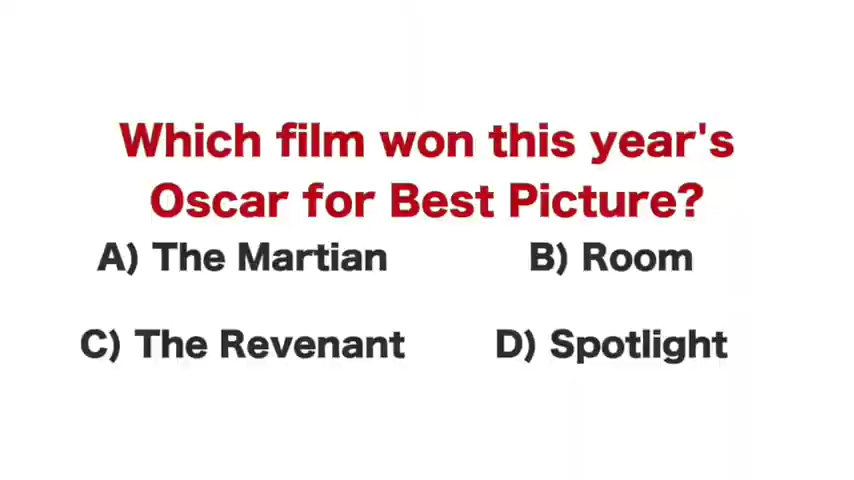 Which film won this year's
Oscar for Best Picture?
A) The Martian B) Room
C) The Revenant D) Spotlight